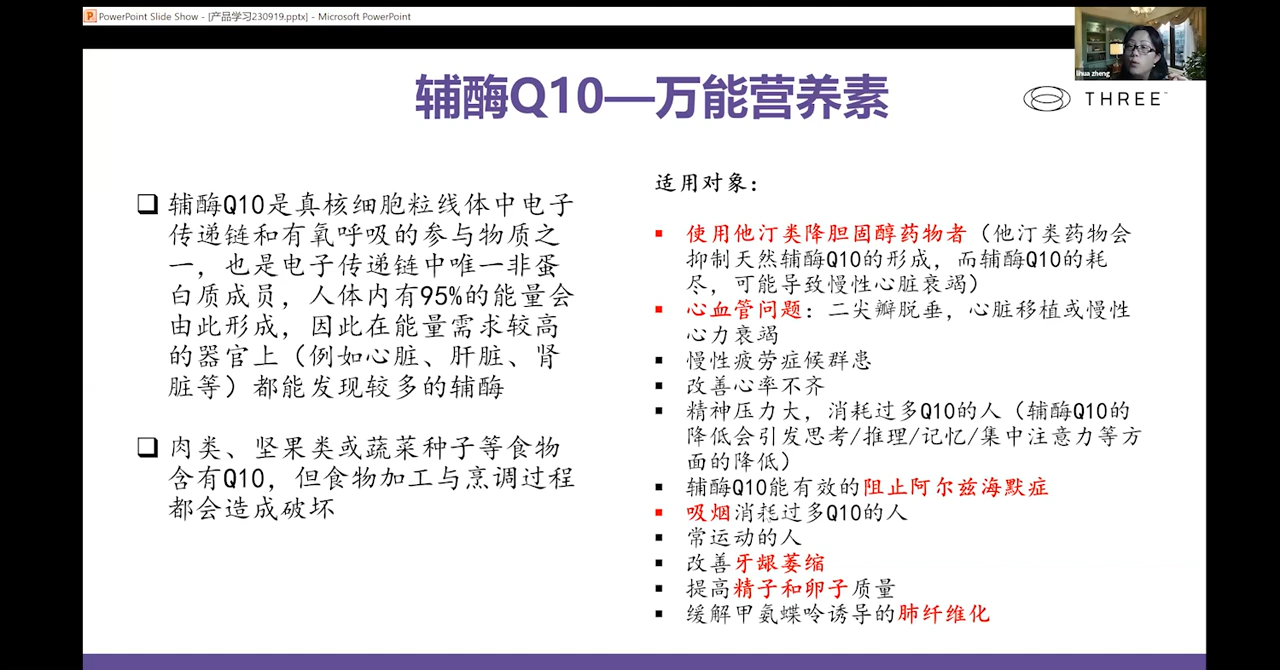 PowerPoint Slide Show - [产品学习230919.pptx] - Microsoft PowerPoint
lihua zheng
辅酶Q10—万能营养素
THREE™
辅酶Q10是真核细胞粒线体中电子
传递链和有氧呼吸的参与物质之
一，也是电子传递链中唯一非蛋
白质成员，人体内有95%的能量会
由此形成，因此在能量需求较高
的器官上（例如心脏、肝脏、肾
脏等）都能发现较多的辅酶
肉类、坚果类或蔬菜种子等食物
含有Q10，但食物加工与烹调过程
都会造成破坏
适用对象：
使用他汀类降胆固醇药物者（他汀类药物会
抑制天然辅酶Q10的形成，而辅酶Q10的耗
尽，可能导致慢性心脏衰竭）
心血管问题：二尖瓣脱垂，心脏移植或慢性
心力衰竭
慢性疲劳症候群患
改善心率不齐
精神压力大，消耗过多Q10的人（辅酶Q10的
降低会引发思考/推理/记忆/集中注意力等方
面的降低）
辅酶Q10能有效的阻止阿尔兹海默症
吸烟消耗过多Q10的人
常运动的人
改善牙龈萎缩
提高精子和卵子质量
缓解甲氨蝶呤诱导的肺纤维化